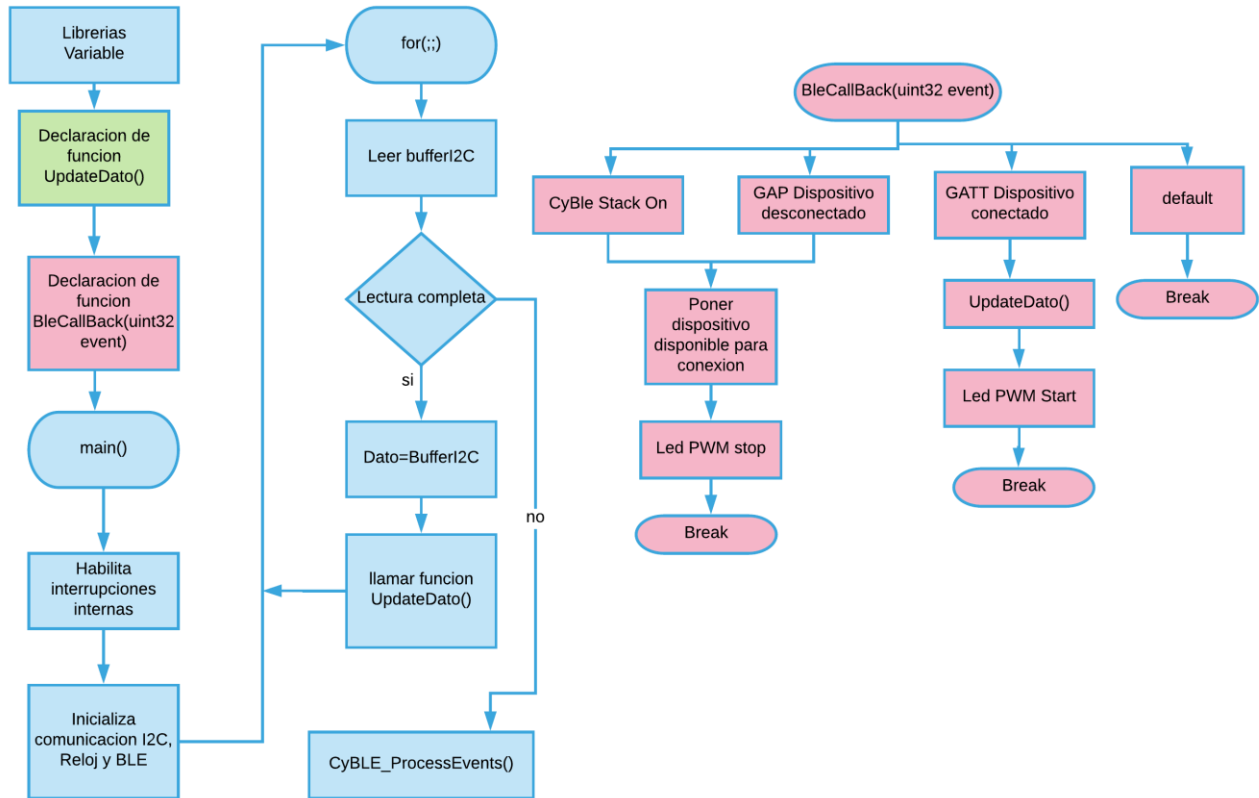 Librerias
Variable
Declaracion de
funcion
UpdateDato()
Declaracion de
funcion
BleCallBack(uint32
event)
main()
Habilita
interrupciones
internas
Inicializa
comunicacion I2C,
Reloj y BLE
for(;;)
Leer bufferI2C
Lectura completa
si
no
Dato=BufferI2C
llamar funcion
UpdateDato()
CyBLE_ProcessEvents()
BleCallBack(uint32 event)
CyBle Stack On
GAP Dispositivo
desconectado
Poner
dispositivo
disponible para
conexion
Led PWM stop
Break
GATT Dispositivo
conectado
UpdateDato()
Led PWM Start
Break
default
Break